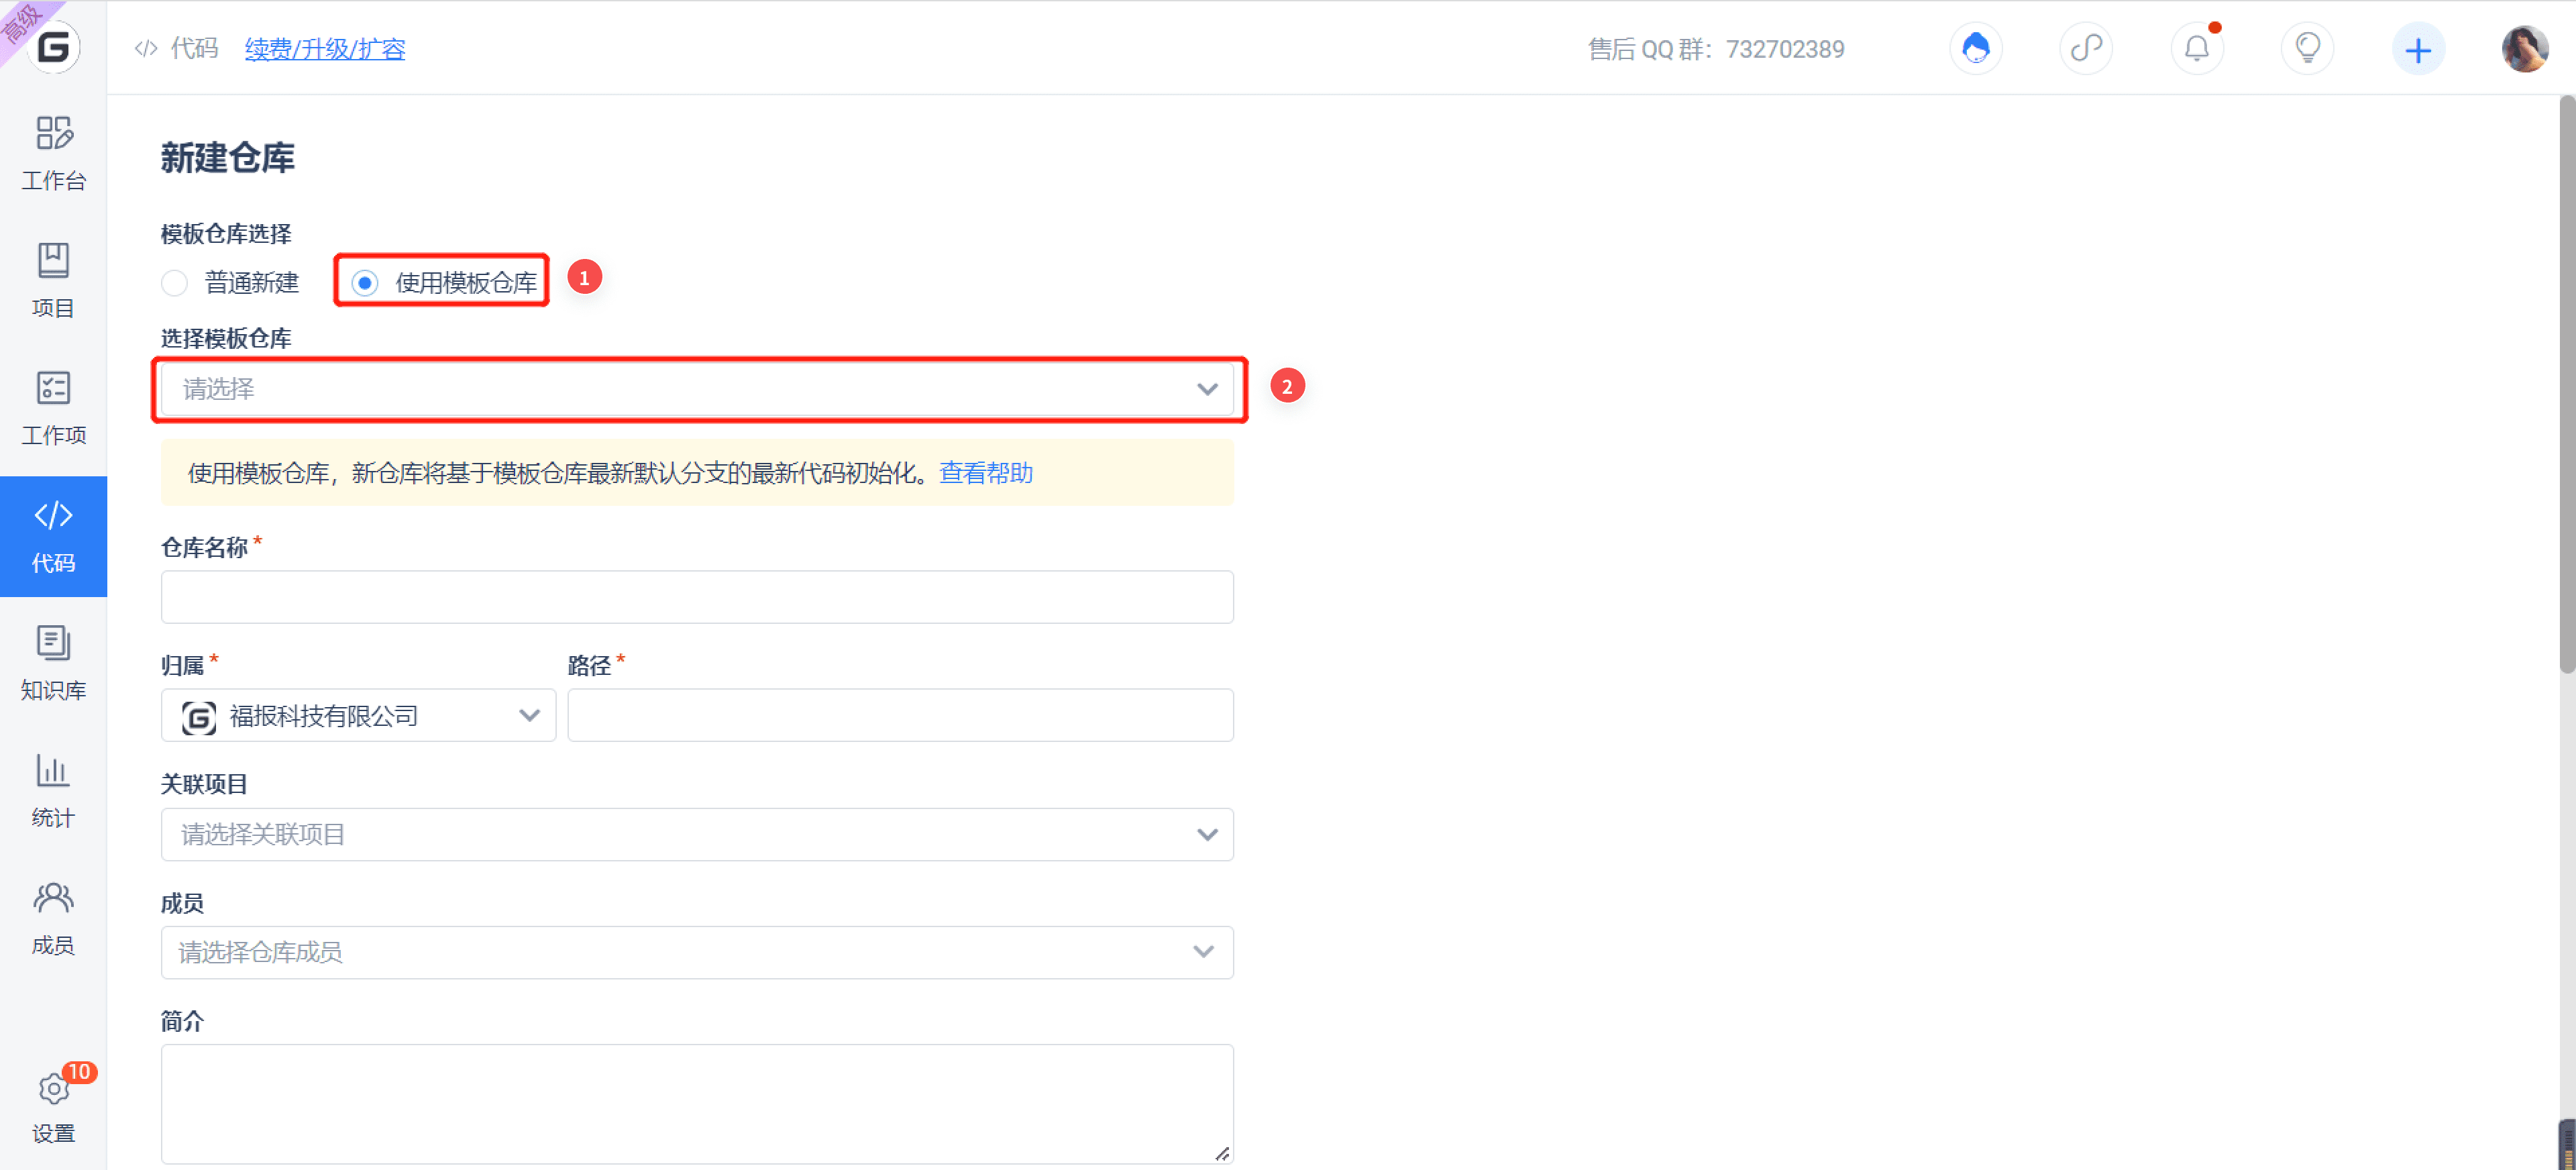 高级
代码 续费/升级/扩容 售后 QQ 群：732702389
工作台
项目
工作项
代码
知识库
统计
成员
10
设置
新建仓库
模板仓库选择
普通新建 使用模板仓库 1
选择模板仓库
请选择 2
使用模板仓库，新仓库将基于模板仓库最新默认分支的最新代码初始化。查看帮助
仓库名称 *
归属 * 路径 *
福报科技有限公司
关联项目
请选择关联项目
成员
请选择仓库成员
简介